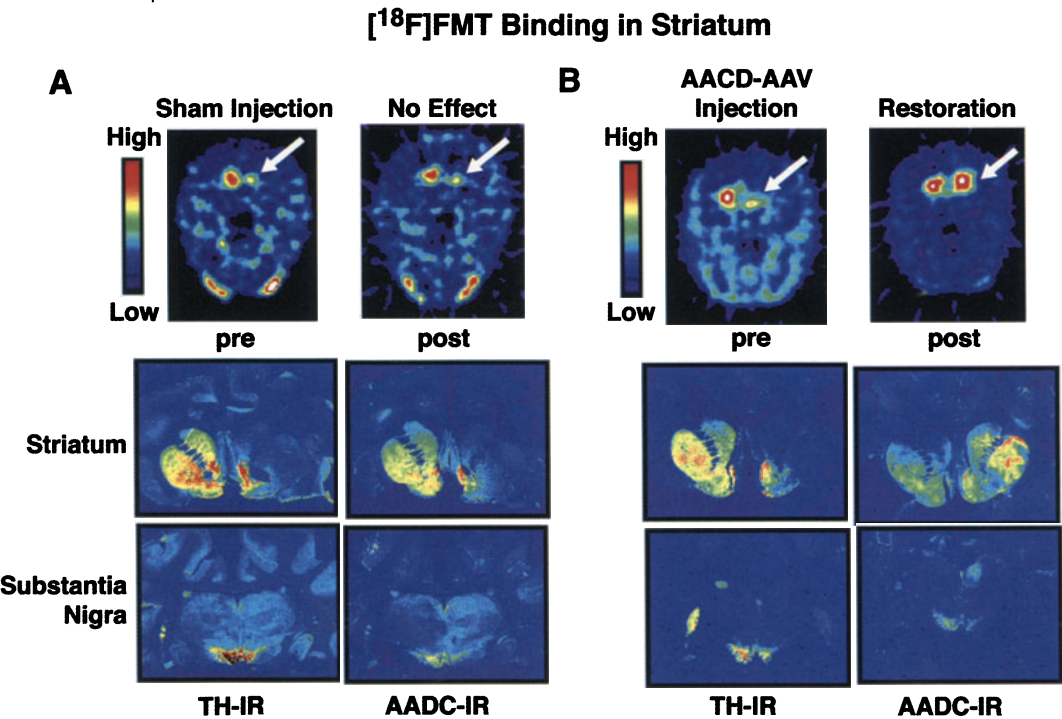 [18F]FMT Binding in Striatum
A
Sham Injection
No Effect
High
Low
pre
post
B
AACD-AAV
Injection
Restoration
High
Low
pre
post
Striatum
Substantia
Nigra
TH-IR
AADC-IR
TH-IR
AADC-IR